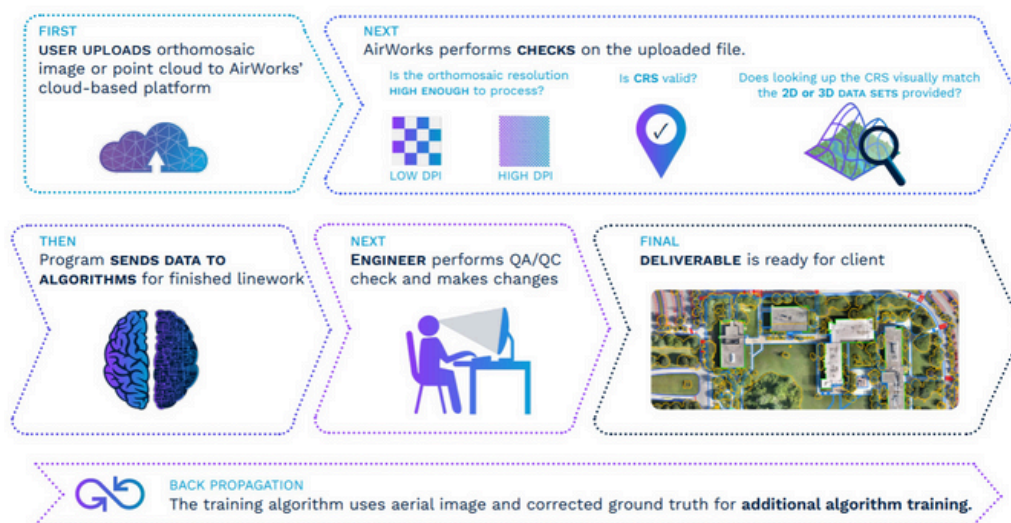 FIRST
USER UPLOADS orthomosaic
image or point cloud to AirWorks'
cloud-based platform
NEXT
AirWorks performs CHECKS on the uploaded file.
Is the orthomosaic resolution
HIGH ENOUGH to process?
LOW DPI
HIGH DPI
Is CRS valid?
Does looking up the CRS visually match
the 2D or 3D DATA SETS provided?
THEN
Program SENDS DATA TO
ALGORITHMS for finished linework
NEXT
ENGINEER performs QA/QC
check and makes changes
FINAL
DELIVERABLE is ready for client
BACK PROPAGATION
The training algorithm uses aerial image and corrected ground truth for additional algorithm training.